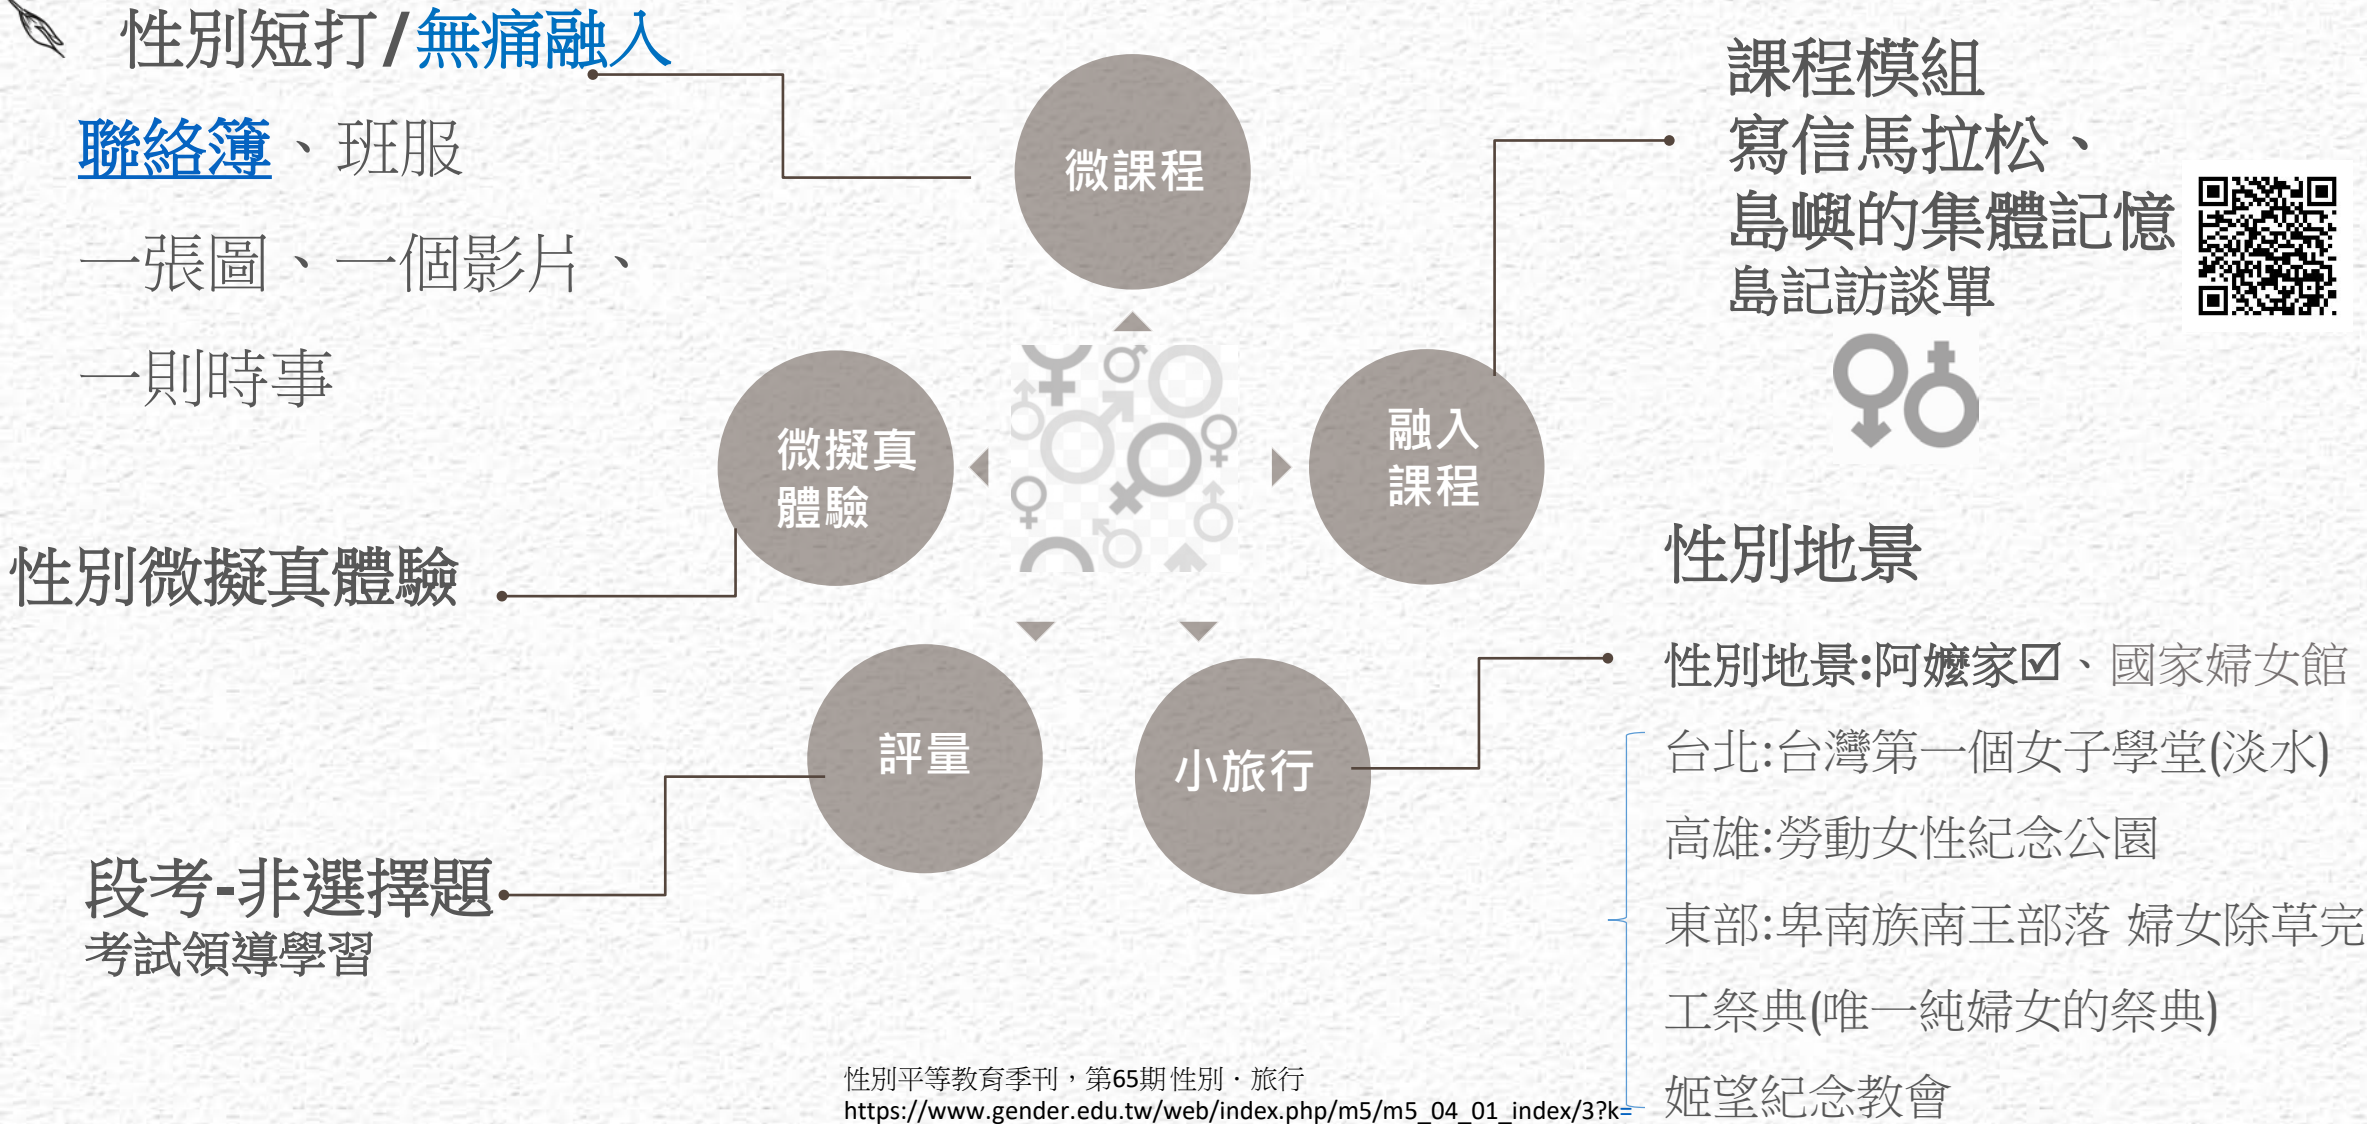 性別短打/無痛融入
聯絡簿、班服
一張圖、一個影片、
一則時事
微課程
課程模組
寫信馬拉松、
島嶼的集體記憶
島記訪談單
微擬真
體驗
融入
課程
性別微擬真體驗
性別地景
性別地景:阿嬤家☑、國家婦女館
台北:台灣第一個女子學堂(淡水)
高雄:勞動女性紀念公園
東部:卑南族南王部落 婦女除草完
工祭典(唯一純婦女的祭典)
姬望紀念教會
評量
小旅行
段考-非選擇題
考試領導學習
性別平等教育季刊，第65期 性別‧旅行
https://www.gender.edu.tw/web/index.php/m5/m5_04_01_index/3?k=